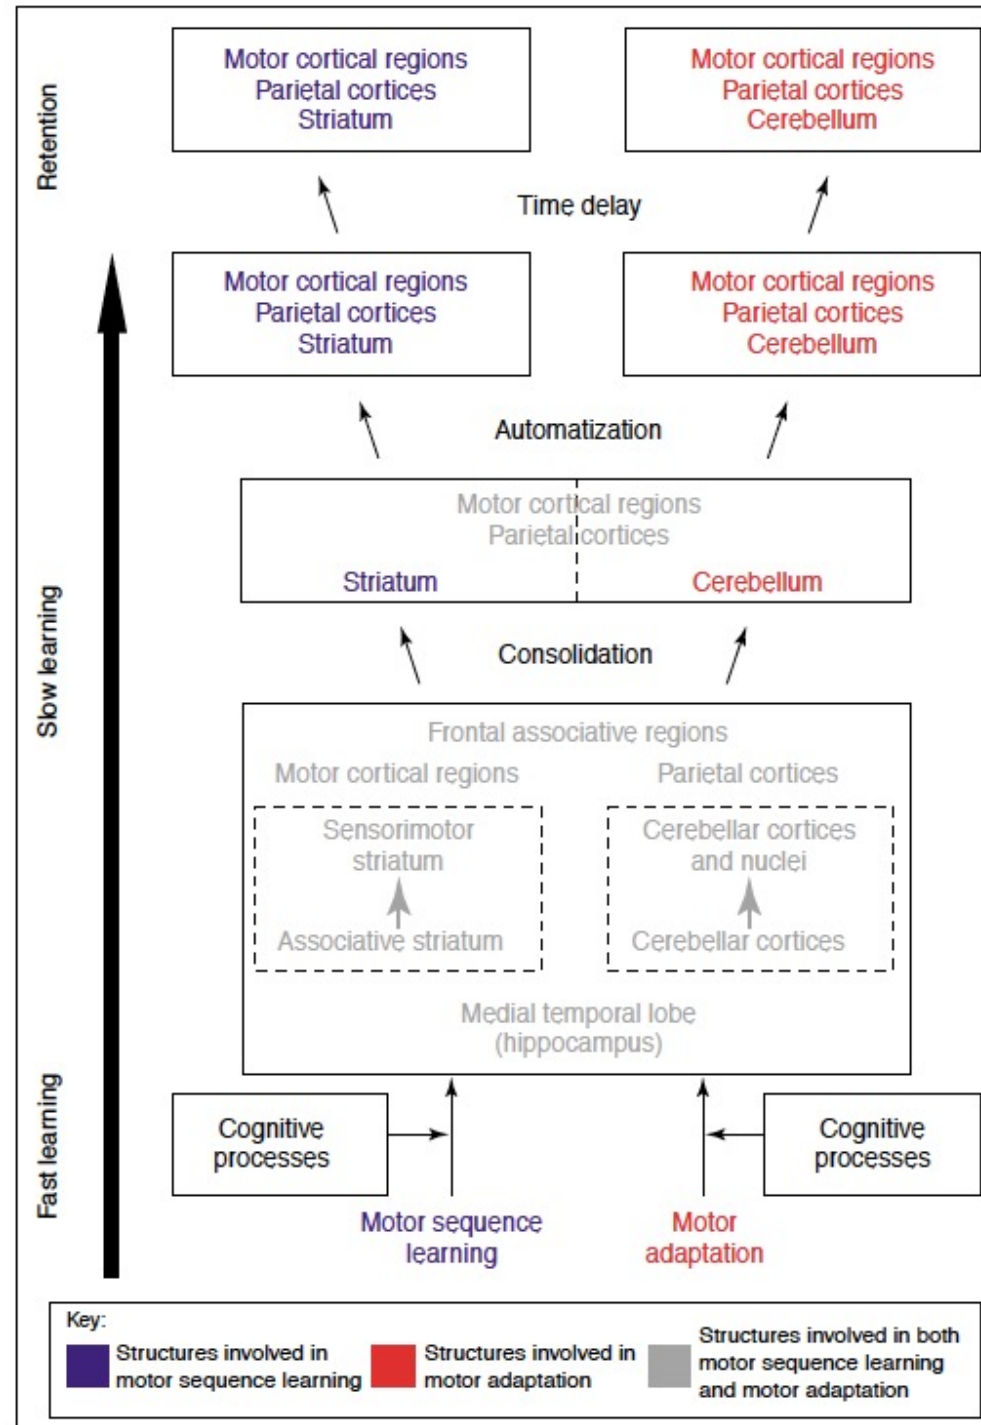 Retention
Motor cortical regions
Parietal cortices
Striatum
Motor cortical regions
Parietal cortices
Cerebellum
Time delay
Motor cortical regions
Parietal cortices
Striatum
Motor cortical regions
Parietal cortices
Cerebellum
Automatization
Slow learning
Motor cortical regions
Parietal cortices
Striatum
Cerebellum
Consolidation
Frontal associative regions
Motor cortical regions
Parietal cortices
Sensorimotor
striatum
Associative striatum
Cerebellar cortices
and nuclei
Cerebellar cortices
Medial temporal lobe
(hippocampus)
Fast learning
Cognitive
processes
Cognitive
processes
Motor sequence
learning
Motor
adaptation
Key:
Structures involved in
motor sequence learning
Structures involved in
motor adaptation
Structures involved in both
motor sequence learning
and motor adaptation